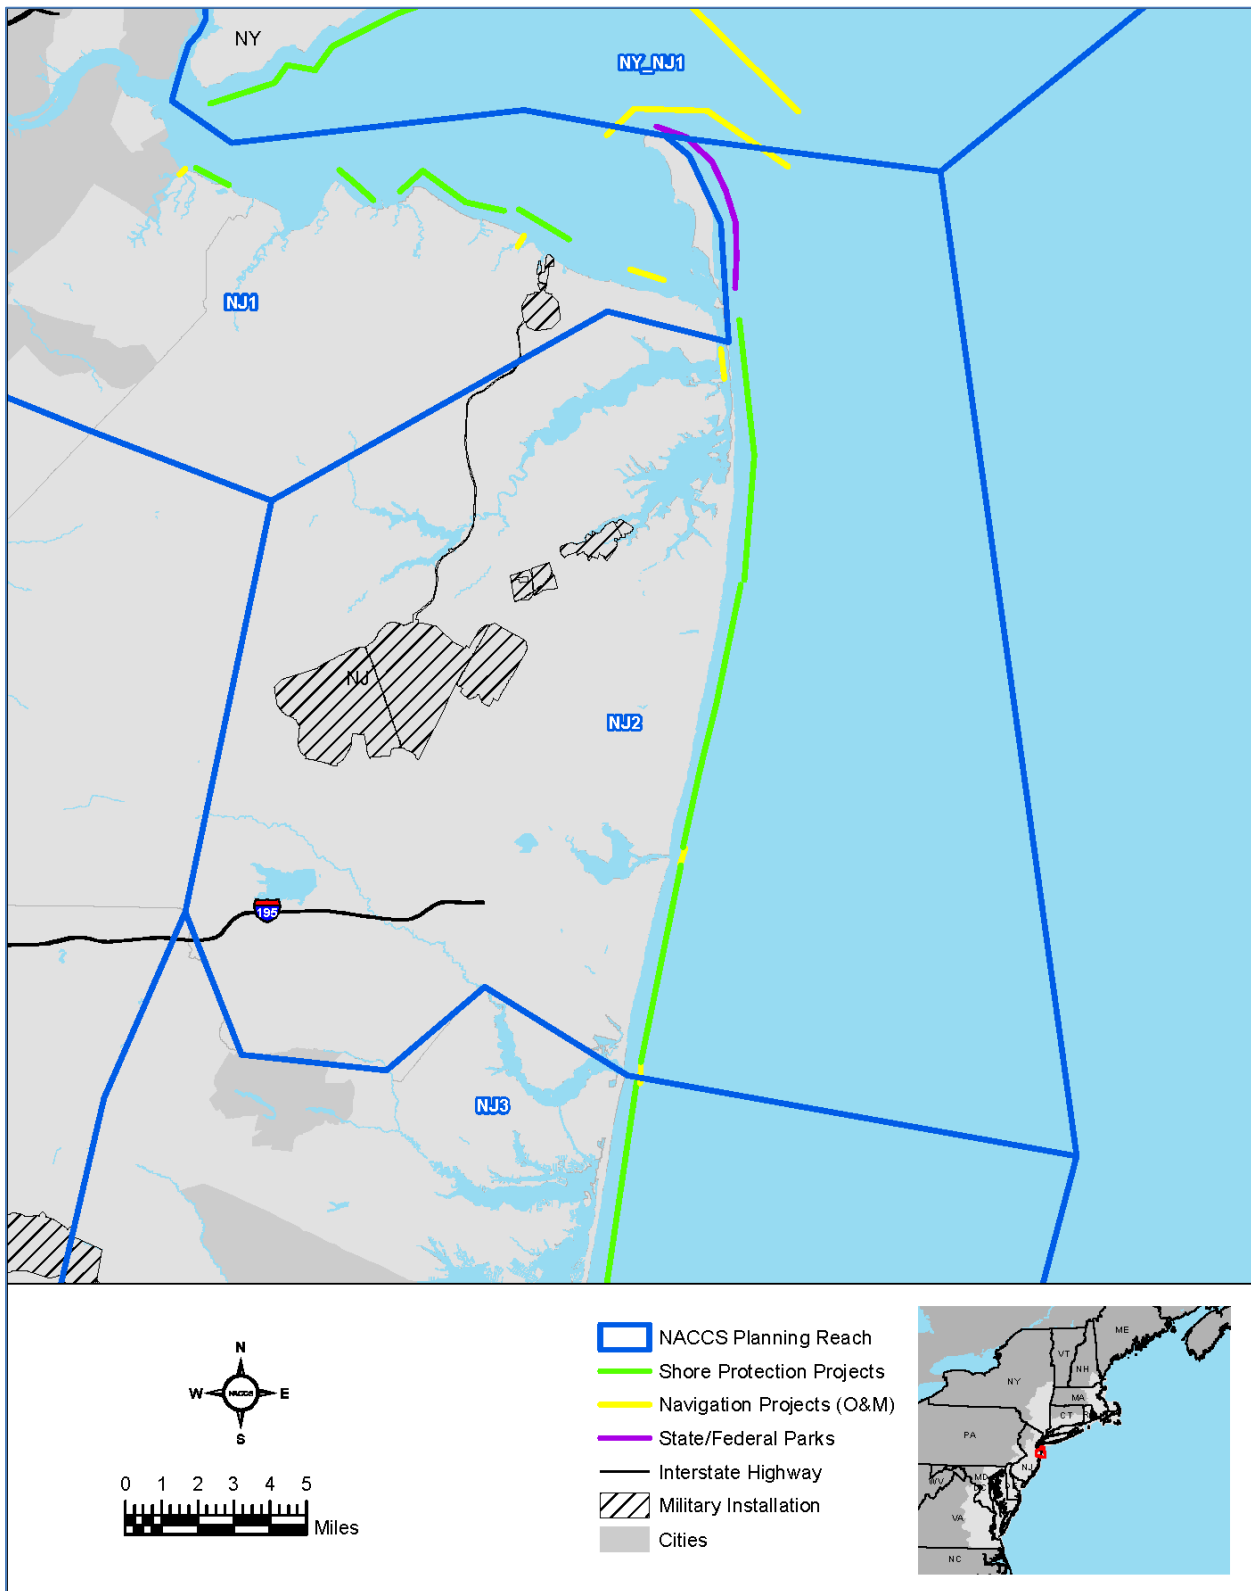 NY
NY_NJ1
NJ1
NJ
NJ2
195
NJ3
N
W NACCS E
S
0 1 2 3 4 5
Miles
NACCS Planning Reach
Shore Protection Projects
Navigation Projects (O&M)
State/Federal Parks
Interstate Highway
Military Installation
Cities
ME
VT
NH
NY
MA
CT
PA
NJ
MD
WV
VA
NC